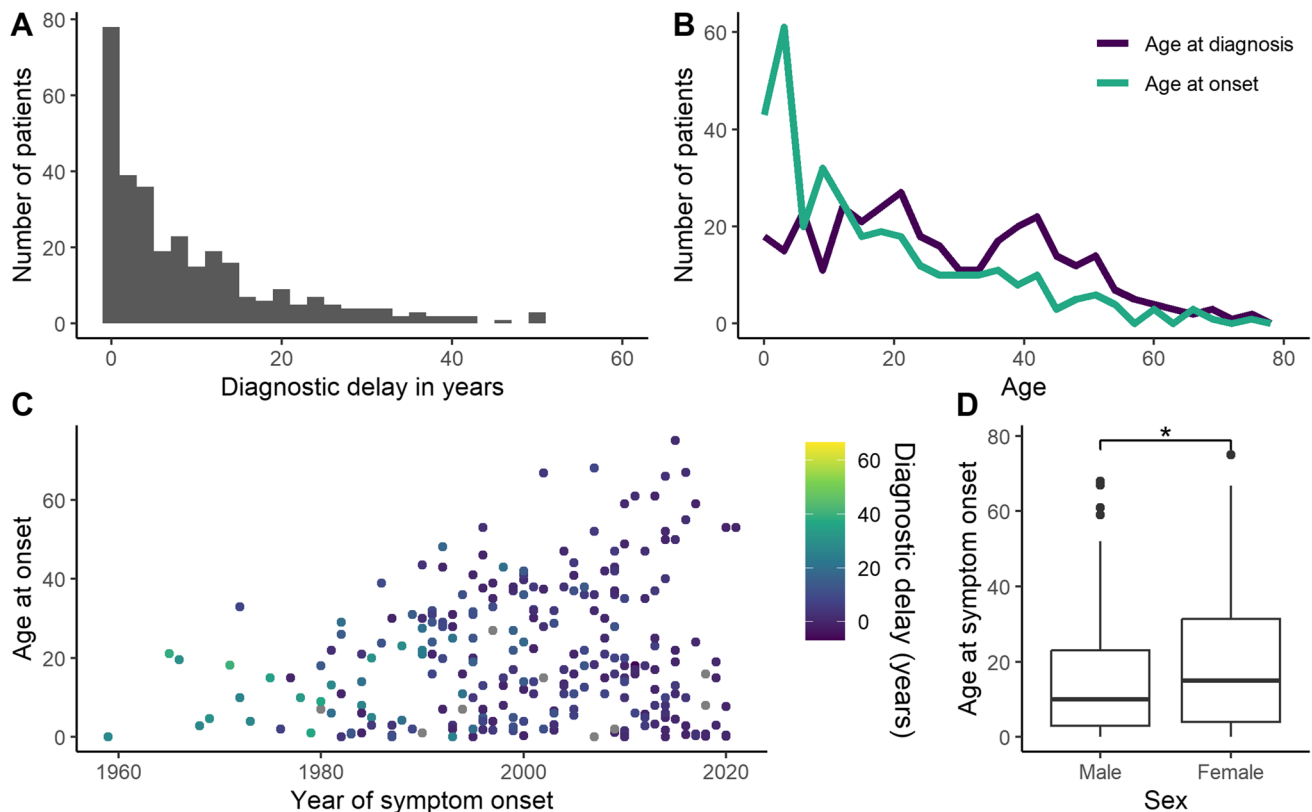 A
Number of patients
80
60
40
20
0
0 20 40 60
Diagnostic delay in years
B
Number of patients
60
40
20
0
Age at diagnosis
Age at onset
0 20 40 60 80
Age
C
Age at onset
60
40
20
0
1960 1980 2000 2020
Year of symptom onset
60
40
20
0
Diagnostic delay (years)
D
Age at symptom onset
80
60
40
20
0
*
Male Female
Sex